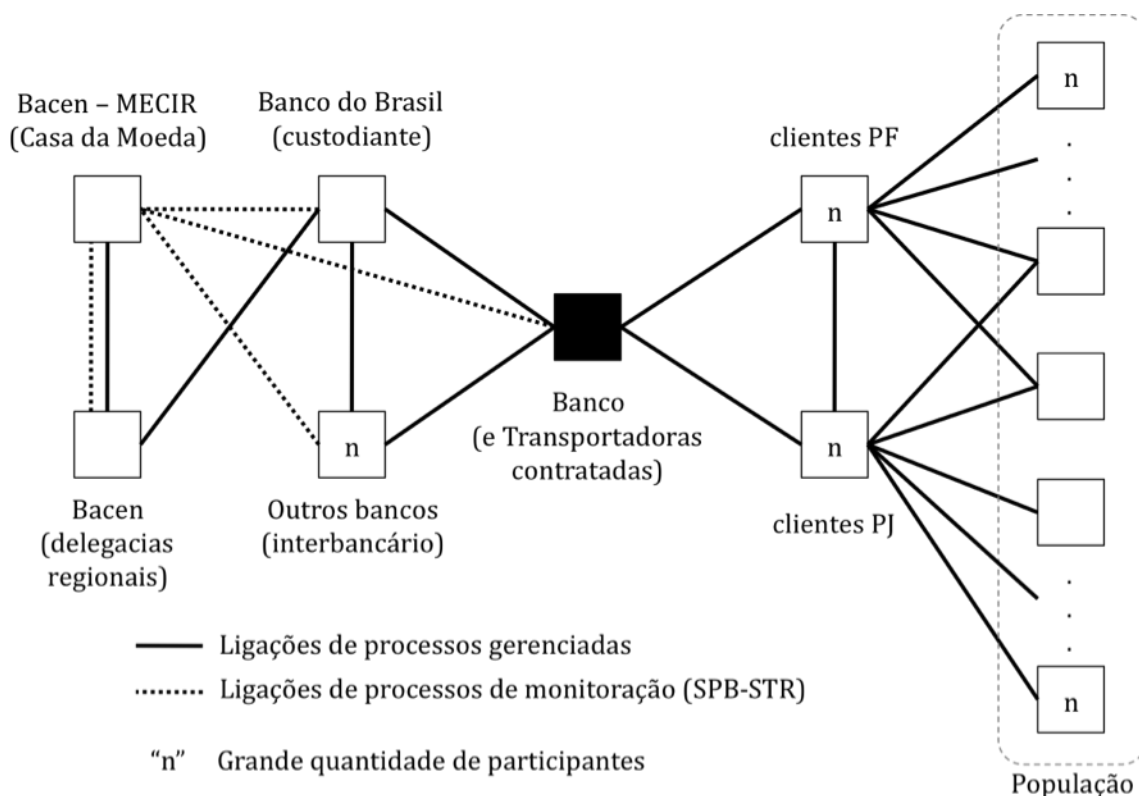 Bacen – MECIR
(Casa da Moeda)
Banco do Brasil
(custodiante)
clientes PF
n
n
n
n
n
Banco
(e Transportadoras
contratadas)
Bacen
(delegacias
regionais)
Outros bancos
(interbancário)
clientes PJ
Ligações de processos gerenciadas
Ligações de processos de monitoração (SPB-STR)
“n” Grande quantidade de participantes
População